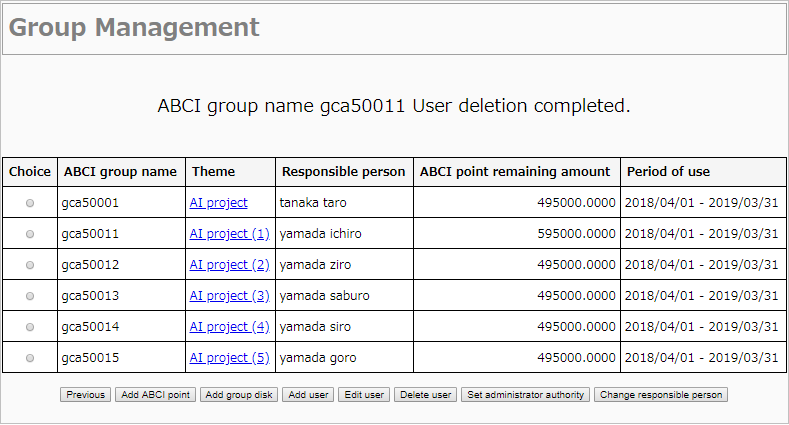 Group Management
ABCI group name gca50011 User deletion completed.
Choice ABCI group name Theme Responsible person ABCI point remaining amount Period of use
gca50001 AI project tanaka taro 495000.0000 2018/04/01 - 2019/03/31
gca50011 AI project (1) yamada ichiro 595000.0000 2018/04/01 - 2019/03/31
gca50012 AI project (2) yamada ziro 495000.0000 2018/04/01 - 2019/03/31
gca50013 AI project (3) yamada saburo 495000.0000 2018/04/01 - 2019/03/31
gca50014 AI project (4) yamada siro 495000.0000 2018/04/01 - 2019/03/31
gca50015 AI project (5) yamada goro 495000.0000 2018/04/01 - 2019/03/31
Previous Add ABCI point Add group disk Add user Edit user Delete user Set administrator authority Change responsible person